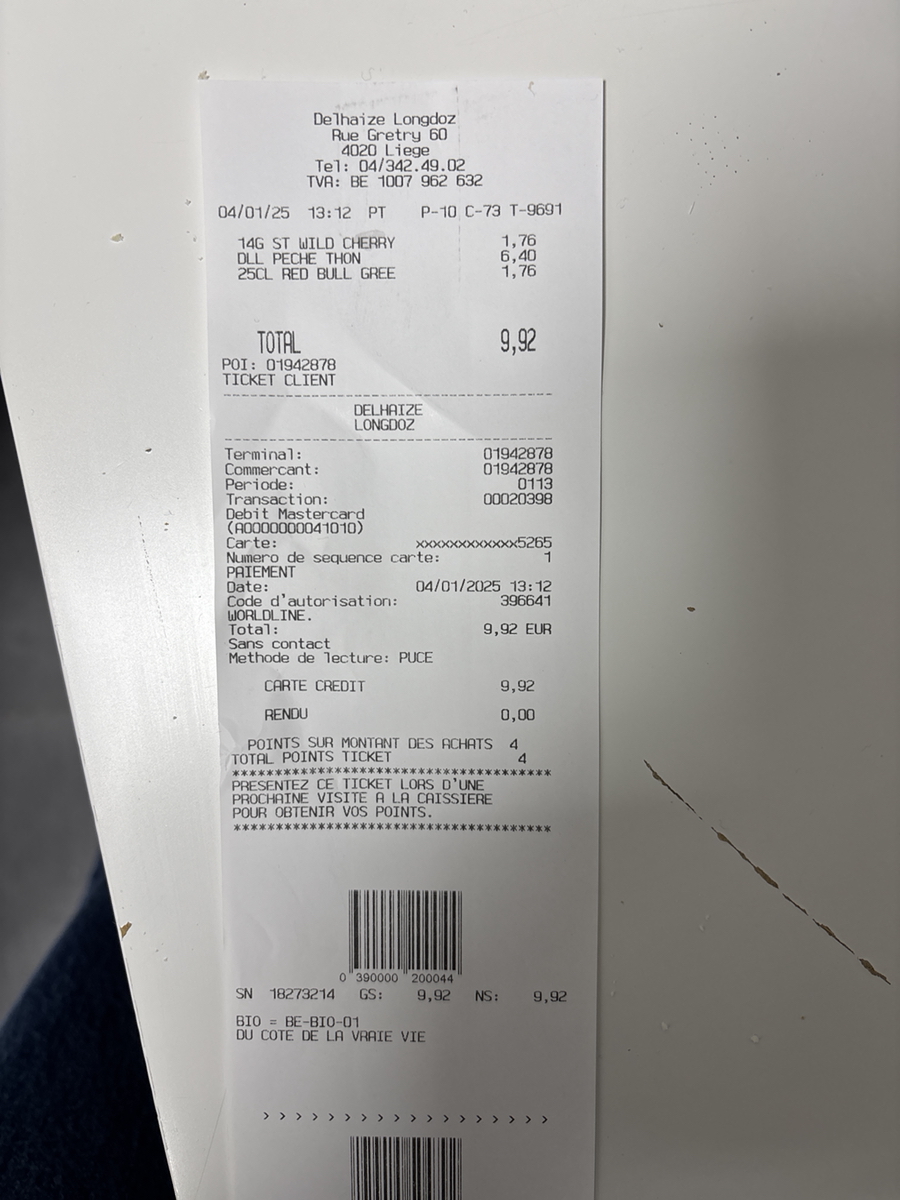 Delhaize Longdoz
Rue Gretry 60
4020 Liege
Tel: 04/342.49.02
TVA: BE 1007 962 632
04/01/25 13:12 PT P-10 C-73 T-9691
14G ST WILD CHERRY 1,76
DLL PECHE THON 6,40
25CL RED BULL GREE 1,76
TOTAL 9,92
POI: 01942878
TICKET CLIENT
DELHAIZE
LONGDOZ
Terminal: 01942878
Commercant: 01942878
Periode: 0113
Transaction: 00020398
Debit Mastercard
(A0000000041010)
Carte: xxxxxxxxxxxxx5265
Numero de sequence carte: 1
PAIEMENT
Date: 04/01/2025 13:12
Code d'autorisation: 396641
WORLDLINE.
Total: 9,92 EUR
Sans contact
Methode de lecture: PUCE
CARTE CREDIT 9,92
RENDU 0,00
POINTS SUR MONTANT DES ACHATS 4
TOTAL POINTS TICKET 4
*************************************
PRESENTEZ CE TICKET LORS D'UNE
PROCHAINE VISITE A LA CAISSIERE
POUR OBTENIR VOS POINTS.
*************************************
0 390000 200044
SN 18273214 GS: 9,92 NS: 9,92
BIO = BE-BIO-01
DU COTE DE LA VRAIE VIE
> > > > > > > > > > > > > > > > > >